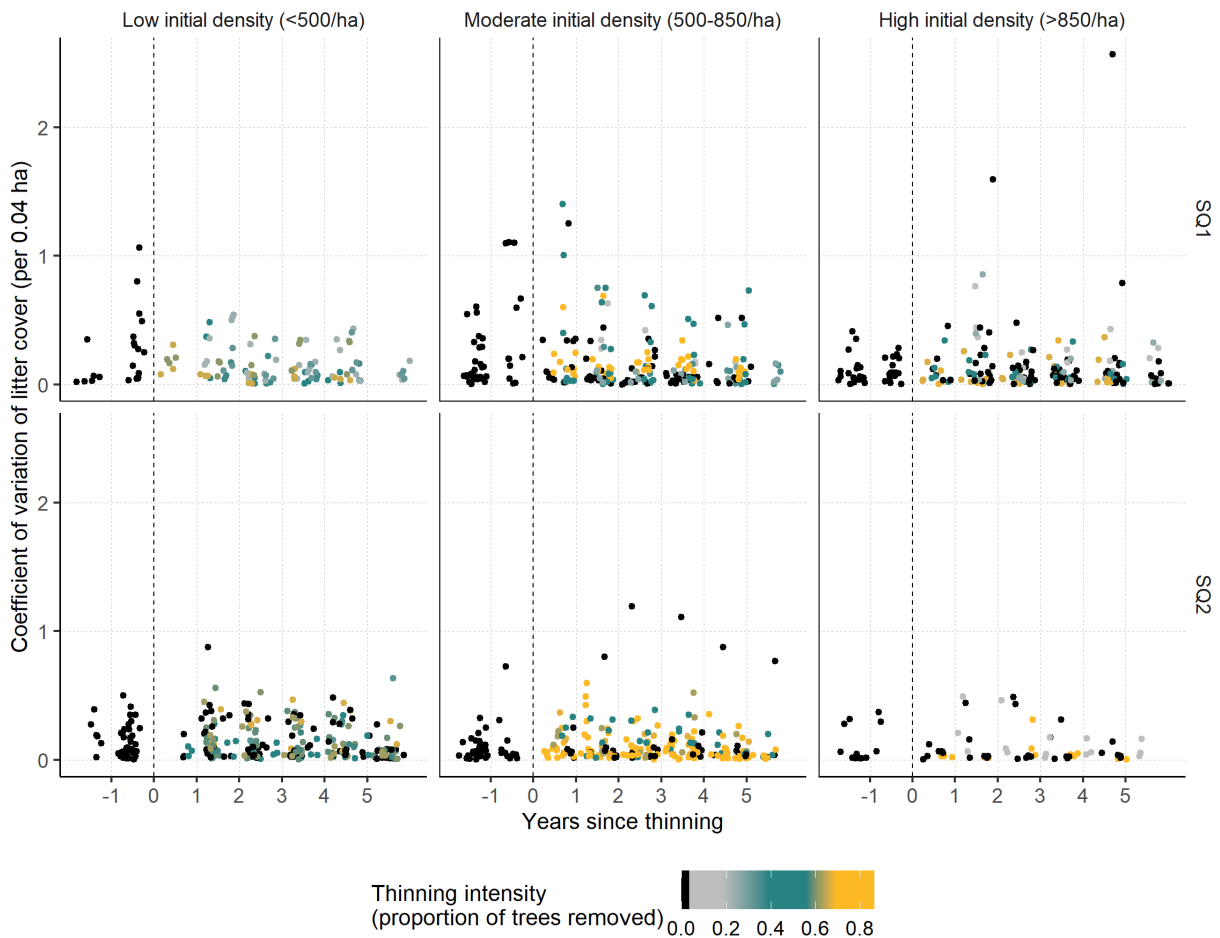 Low initial density (<500/ha)
Moderate initial density (500-850/ha)
High initial density (>850/ha)
Coefficient of variation of litter cover (per 0.04 ha)
2
1
0
SQ1
2
1
0
SQ2
-1 0 1 2 3 4 5
-1 0 1 2 3 4 5
-1 0 1 2 3 4 5
Years since thinning
Thinning intensity
(proportion of trees removed)
0.0 0.2 0.4 0.6 0.8